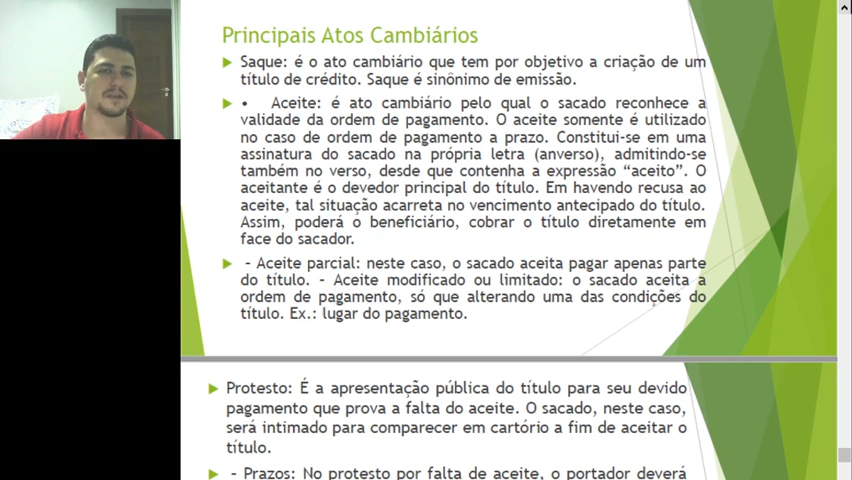 Principais Atos Cambiários
Saque: é o ato cambiário que tem por objetivo a criação de um
título de crédito. Saque é sinônimo de emissão.
• Aceite: é ato cambiário pelo qual o sacado reconhece a
validade da ordem de pagamento. O aceite somente é utilizado
no caso de ordem de pagamento a prazo. Constitui-se em uma
assinatura do sacado na própria letra (anverso), admitindo-se
também no verso, desde que contenha a expressão “aceito”. O
aceitante é o devedor principal do título. Em havendo recusa ao
aceite, tal situação acarreta no vencimento antecipado do título.
Assim, poderá o beneficiário, cobrar o título diretamente em
face do sacador.
– Aceite parcial: neste caso, o sacado aceita pagar apenas parte
do título. – Aceite modificado ou limitado: o sacado aceita a
ordem de pagamento, só que alterando uma das condições do
título. Ex.: lugar do pagamento.
Protesto: É a apresentação pública do título para seu devido
pagamento que prova a falta do aceite. O sacado, neste caso,
será intimado para comparecer em cartório a fim de aceitar o
título.
– Prazos: No protesto por falta de aceite, o portador deverá